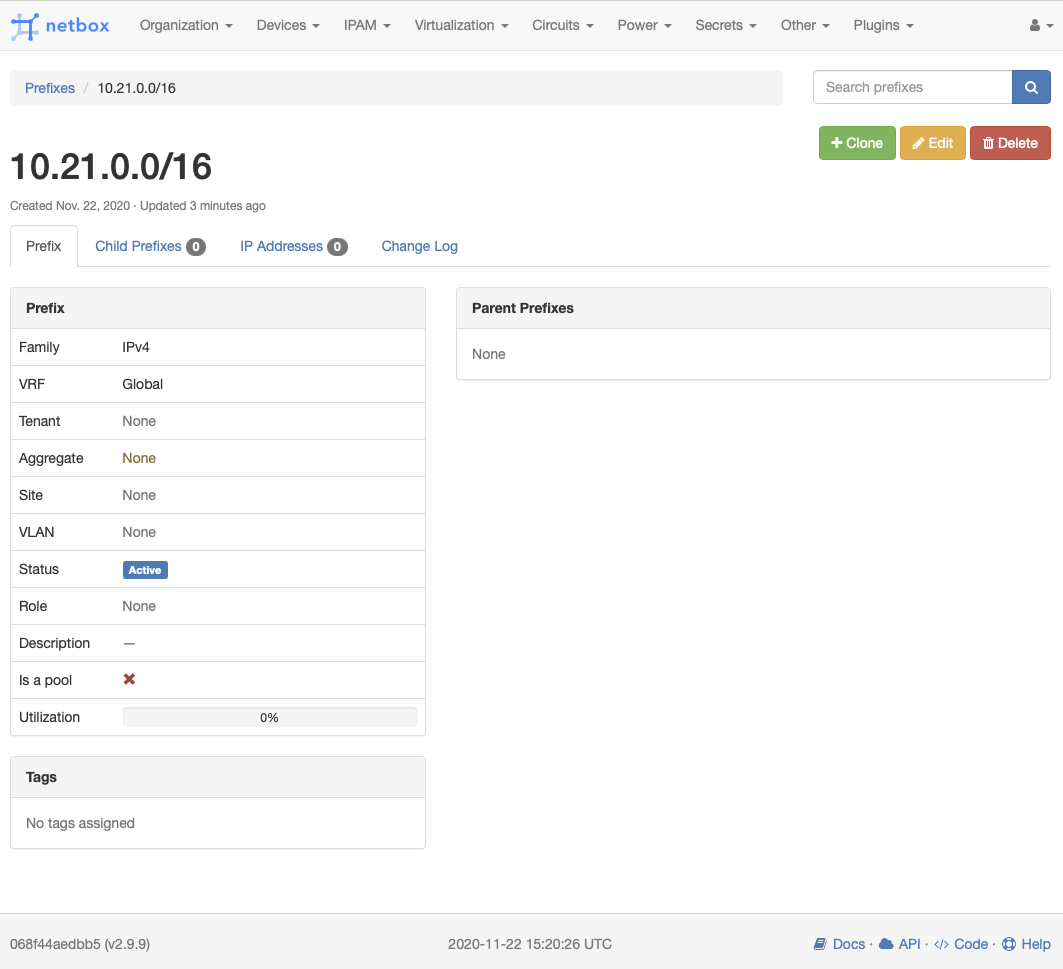 netbox Organization Devices IPAM Virtualization Circuits Power Secrets Other Plugins
Prefixes / 10.21.0.0/16
Search prefixes
Clone Edit Delete
10.21.0.0/16
Created Nov. 22, 2020 · Updated 3 minutes ago
Prefix Child Prefixes 0 IP Addresses 0 Change Log
Prefix
Family IPv4
VRF Global
Tenant None
Aggregate None
Site None
VLAN None
Status Active
Role None
Description —
Is a pool
Utilization 0%
Tags
No tags assigned
Parent Prefixes
None
068f44aedbb5 (v2.9.9) 2020-11-22 15:20:26 UTC Docs · API · Code · Help